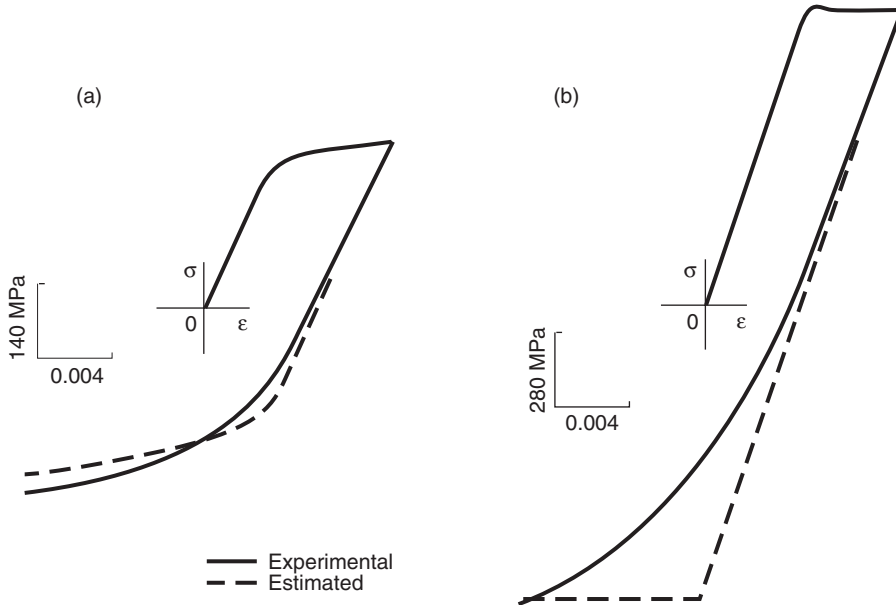 (a)
(b)
σ
0
ε
140 MPa
0.004
σ
0
ε
280 MPa
0.004
Experimental
Estimated